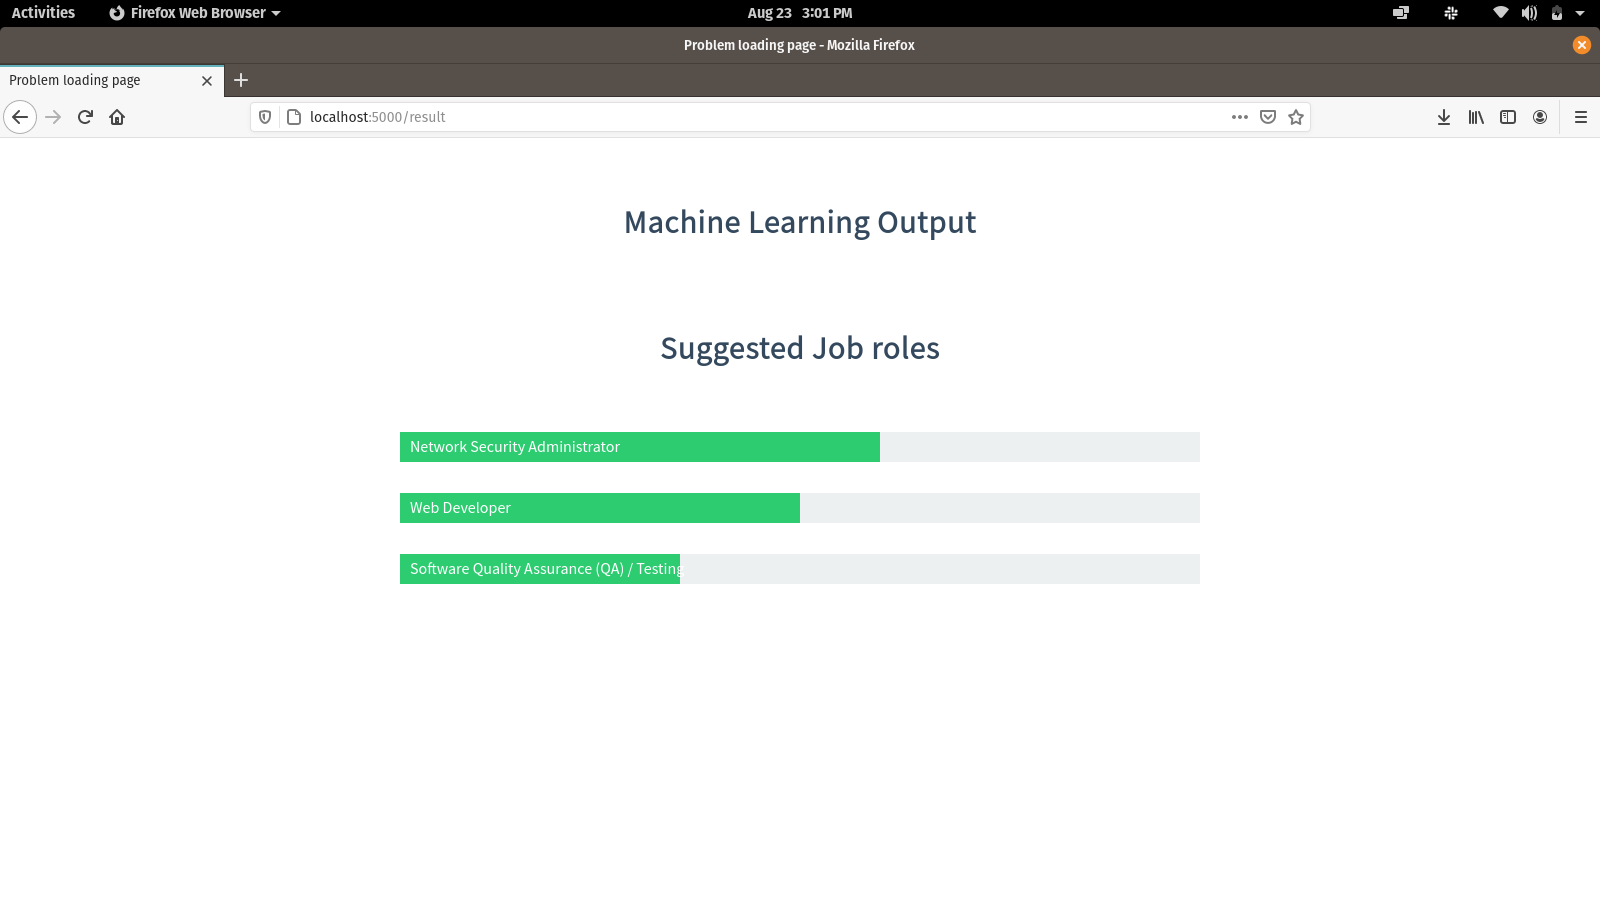 Activities
Firefox Web Browser
Aug 23 3:01 PM
Problem loading page - Mozilla Firefox
Problem loading page
localhost:5000/result
Machine Learning Output
Suggested Job roles
Network Security Administrator
Web Developer
Software Quality Assurance (QA) / Testing